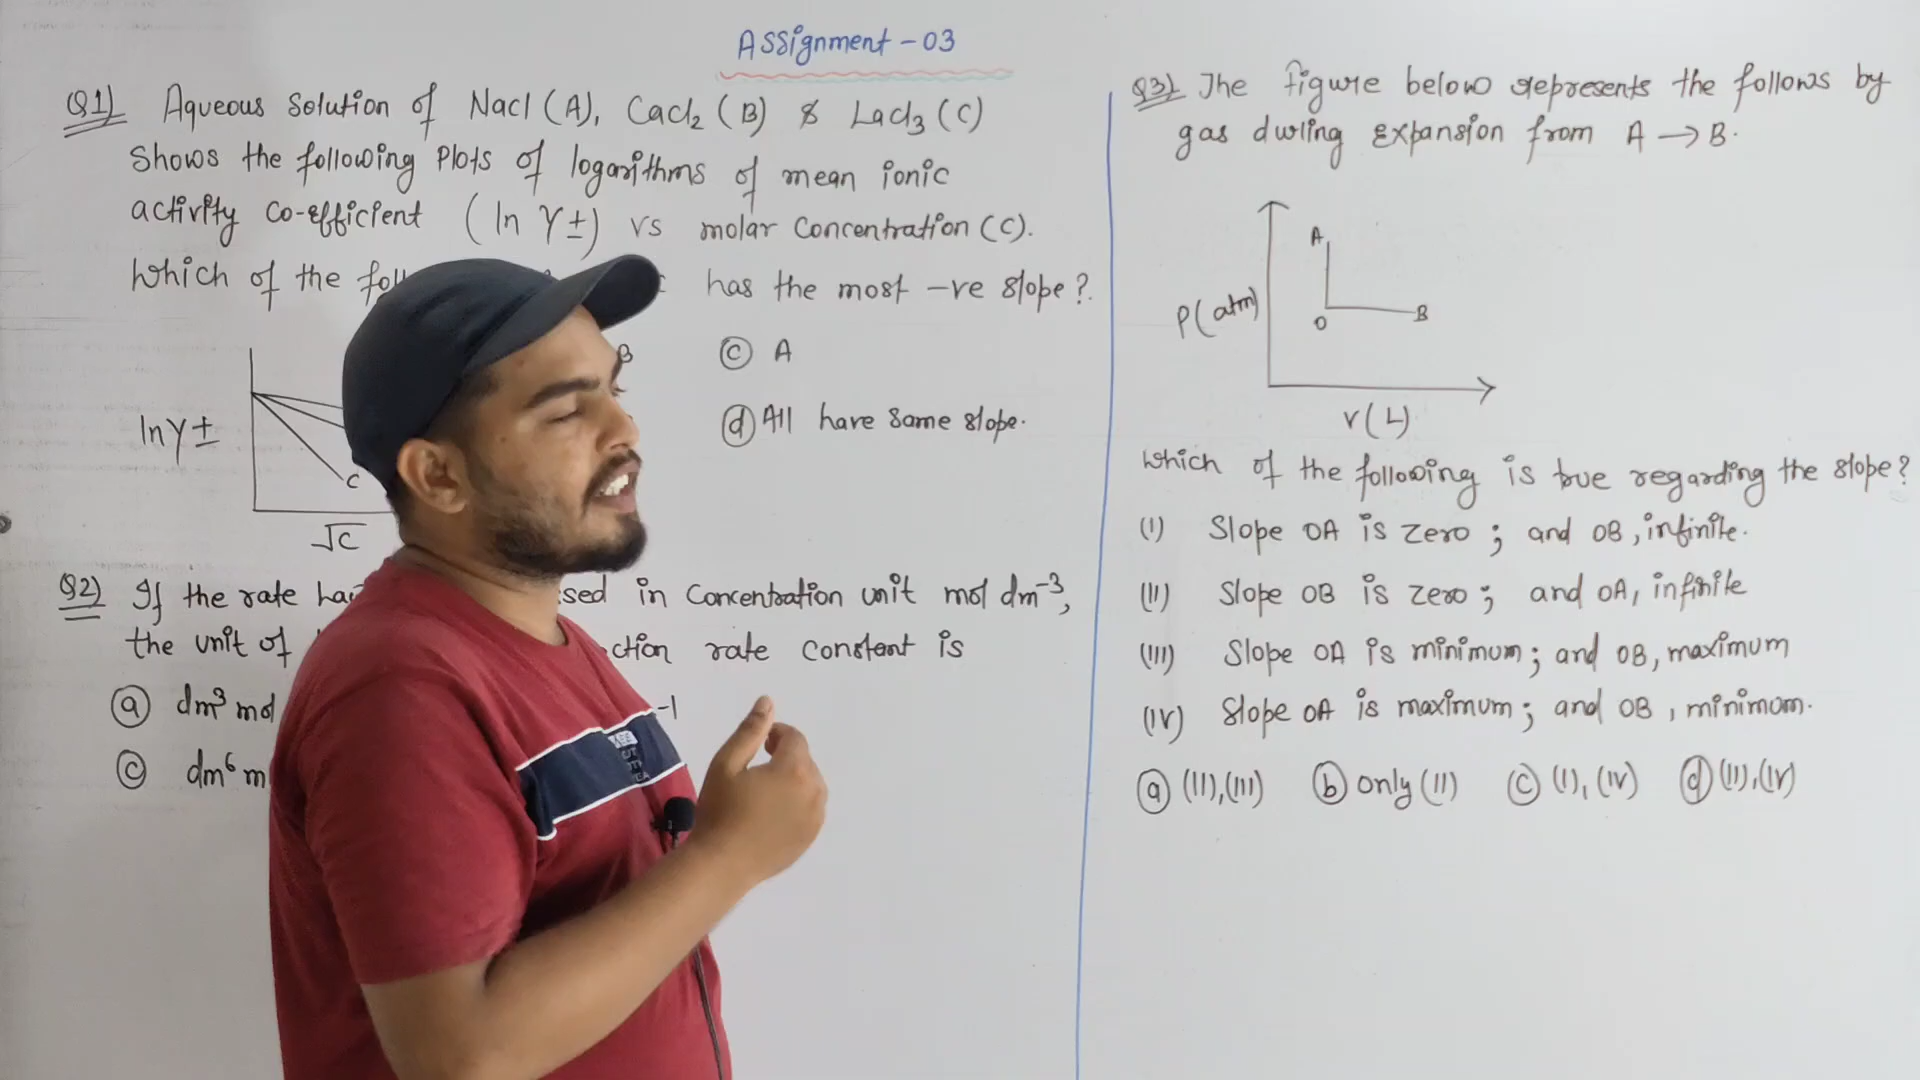 Assignment - 03
Q1) Aqueous Solution of Nacl (A), Cacl₂ (B) & Lacl₃ (C)
Shows the following Plots of logarithms of mean ionic
activity Co-efficient (ln γ±) vs molar Concentration (C).
Which of the has the most -ve slope?
B
ⓒ A
ⓓ All have same slope.
ln γ±
C
√C
Q2) If the rate in Concentration unit mol dm⁻³,
the unit of rate constant is
ⓐ dm³ mol -1
ⓒ dm⁶ m
Q3) The figure below represents the follows by
gas during expansion from A → B.
A
P(atm)
O
B
V(L)
Which of the following is true regarding the slope?
(I) Slope OA is zero ; and OB, infinite.
(II) Slope OB is zero ; and OA, infinite
(III) Slope OA is minimum ; and OB, maximum
(IV) Slope OA is maximum ; and OB, minimum.
ⓐ (II),(III) ⓑ only (II) ⓒ (I),(IV) ⓓ (II),(IV)